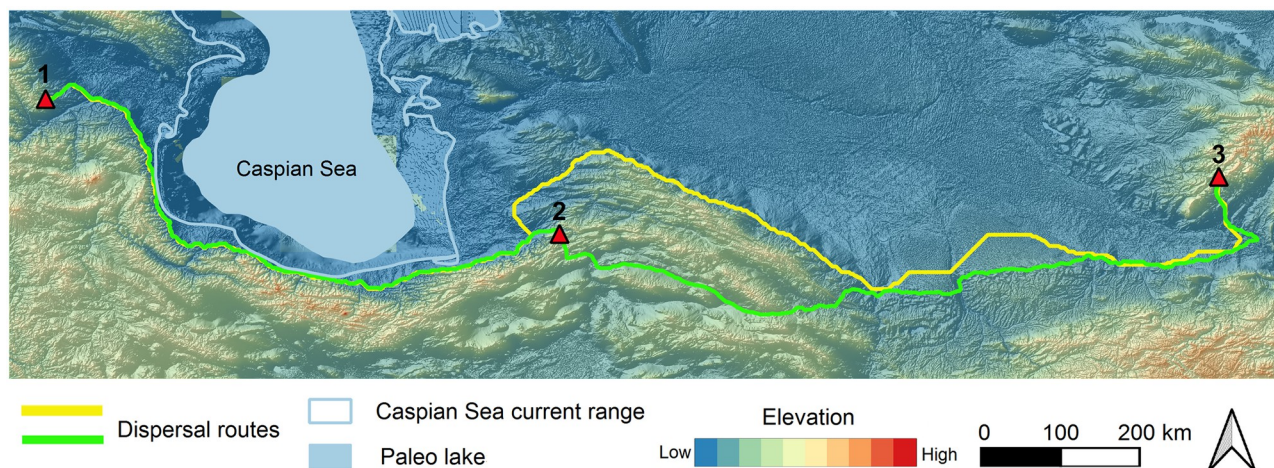 1
Caspian Sea
2
3
Dispersal routes
Caspian Sea current range
Paleo lake
Elevation
Low High
0 100 200 km